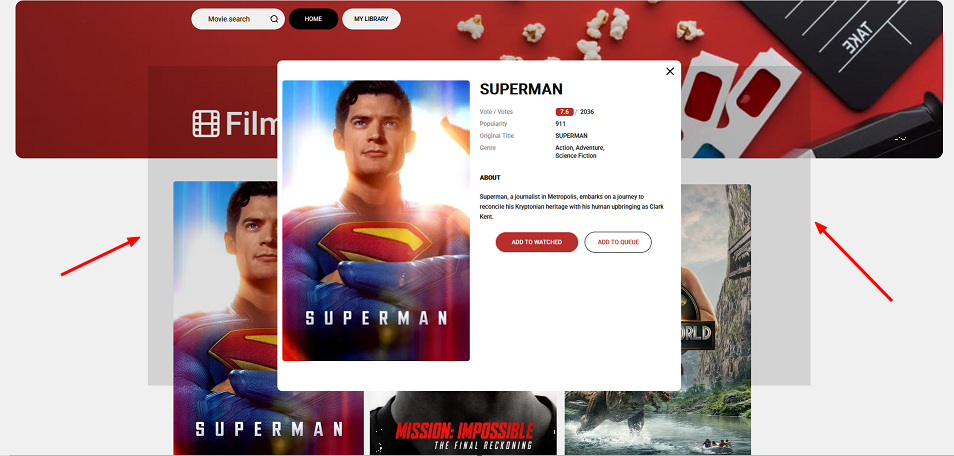 Movie search
HOME
MY LIBRARY
TAKE
Film
SUPERMAN
Vote / Votes 7.6 / 2036
Popularity 911
Original Title SUPERMAN
Genre Action, Adventure,
Science Fiction
ABOUT
Superman, a journalist in Metropolis, embarks on a journey to
reconcile his Kryptonian heritage with his human upbringing as Clark
Kent.
ADD TO WATCHED
ADD TO QUEUE
SUPERMAN
SUPERMAN
MISSION: IMPOSSIBLE
THE FINAL RECKONING
ORLD